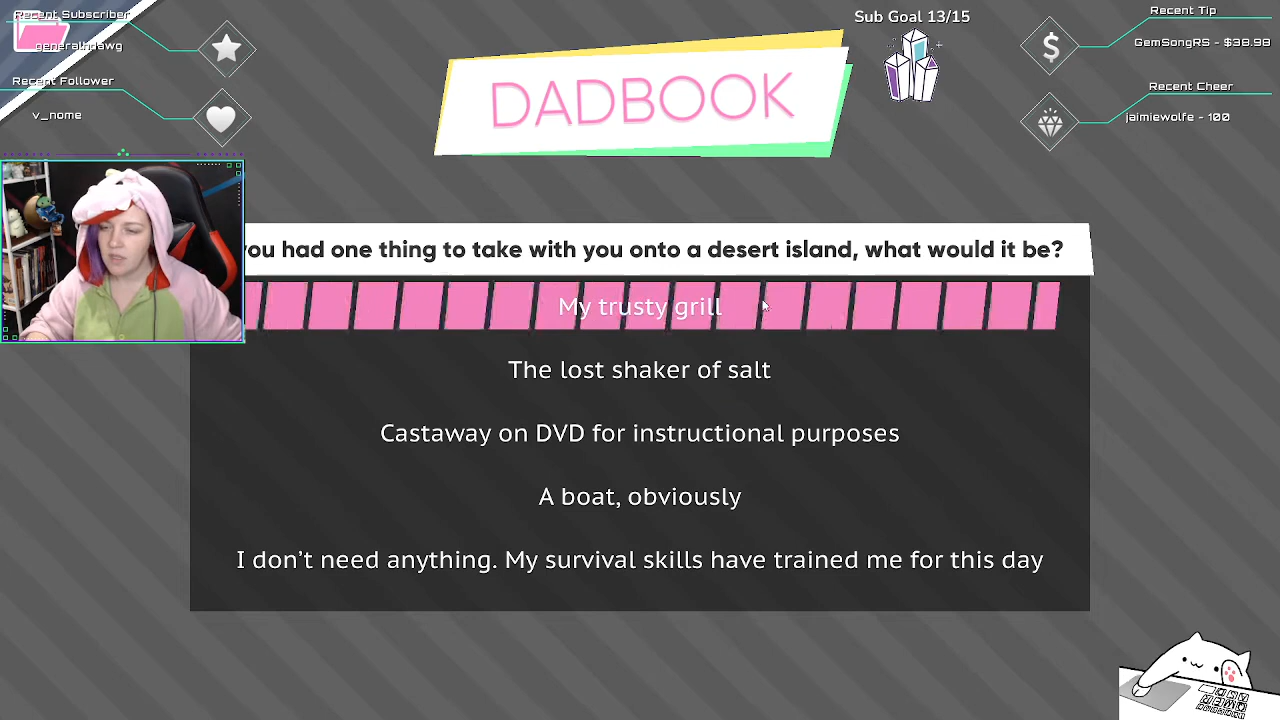 Recent Subscriber
Recent Follower
v_nome
DADBOOK
Sub Goal 13/15
Recent Tip
GemSongRS - $38.98
Recent Cheer
jaimiewolfe - 100
you had one thing to take with you onto a desert island, what would it be?
My trusty grill
The lost shaker of salt
Castaway on DVD for instructional purposes
A boat, obviously
I don't need anything. My survival skills have trained me for this day